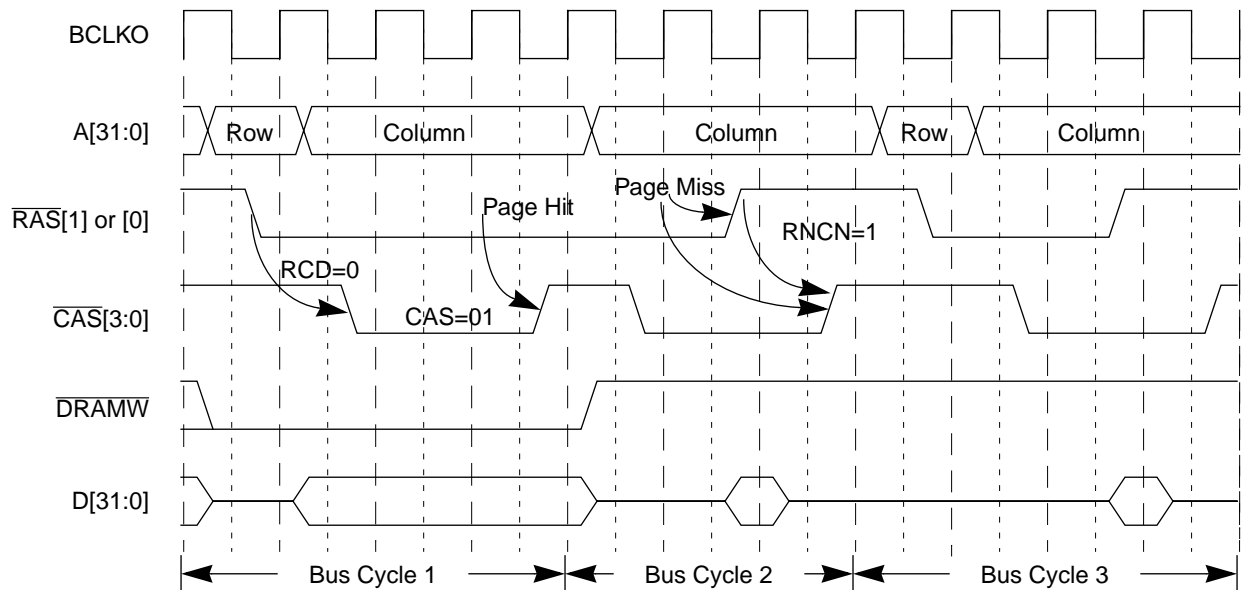 BCLKO
A[31:0]
Row
Column
Column
Row
Column
RAS[1] or [0]
Page Hit
Page Miss
RNCN=1
RCD=0
CAS[3:0]
CAS=01
DRAMW
D[31:0]
Bus Cycle 1
Bus Cycle 2
Bus Cycle 3